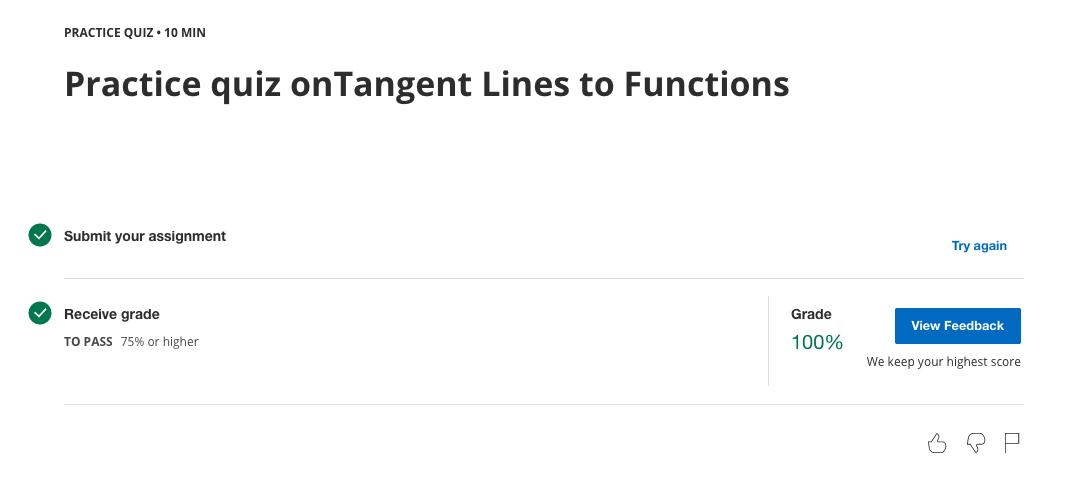 PRACTICE QUIZ • 10 MIN
Practice quiz onTangent Lines to Functions
Submit your assignment
Try again
Receive grade
TO PASS 75% or higher
Grade
100%
View Feedback
We keep your highest score